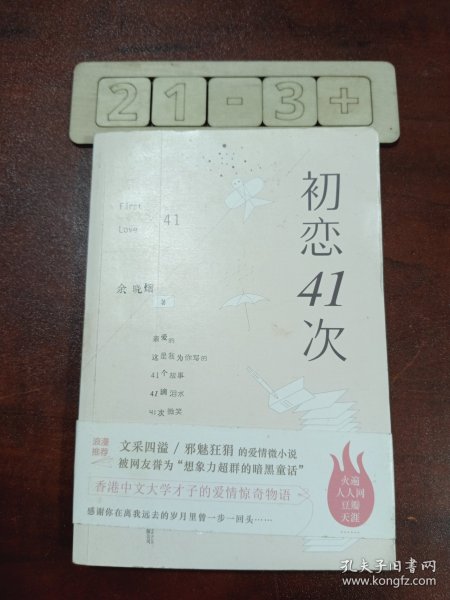 21-3+
初恋41次
First
Love
41
余晓烟
著
亲爱的
这是我为你写的
41个故事
41滴泪水
41次微笑
浪漫
推荐
文采四溢 / 邪魅狂狷 的爱情微小说
被网友誉为“想象力超群的暗黑童话”
香港中文大学才子的爱情惊奇物语
感谢你在离我远去的岁月里曾一步一回头……
火遍
人人网
豆瓣
天涯
……
孔夫子旧书网
www.kongfz.com